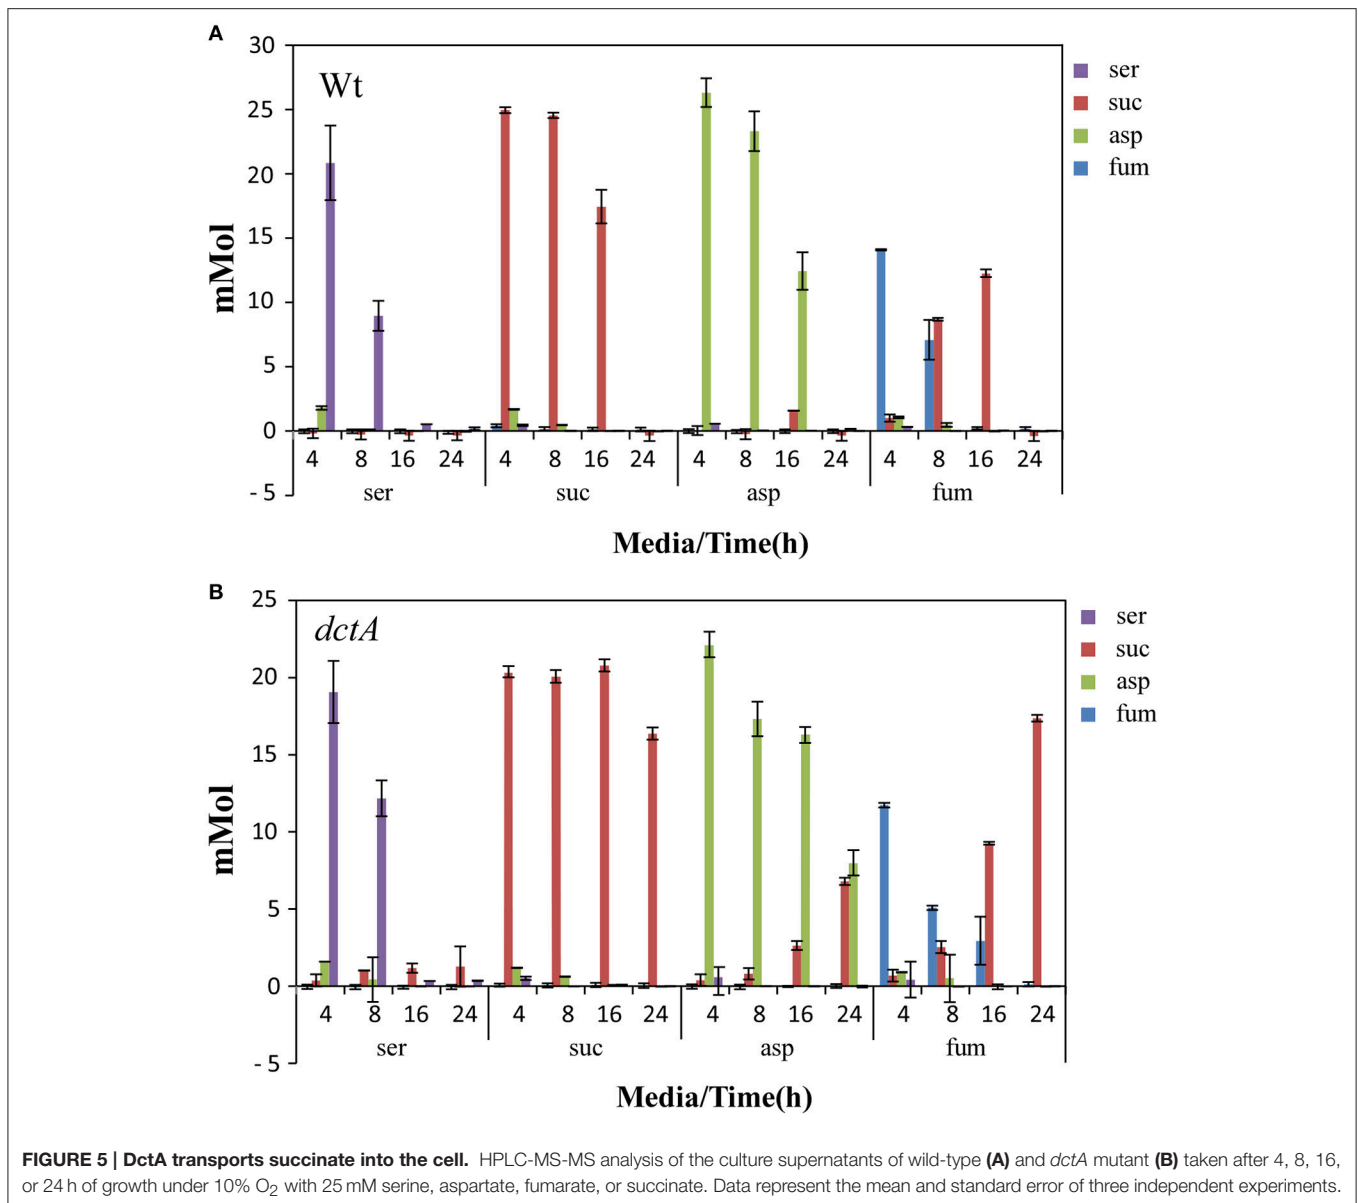 A
30
25
20
15
10
5
0
- 5
mMol
Wt
ser
suc
asp
fum
4 8 16 24 4 8 16 24 4 8 16 24 4 8 16 24
ser suc asp fum
Media/Time(h)
B
25
20
15
10
5
0
- 5
mMol
dctA
ser
suc
asp
fum
4 8 16 24 4 8 16 24 4 8 16 24 4 8 16 24
ser suc asp fum
Media/Time(h)
FIGURE 5 | DctA transports succinate into the cell. HPLC-MS-MS analysis of the culture supernatants of wild-type (A) and dctA mutant (B) taken after 4, 8, 16,
or 24 h of growth under 10% O2 with 25 mM serine, aspartate, fumarate, or succinate. Data represent the mean and standard error of three independent experiments.